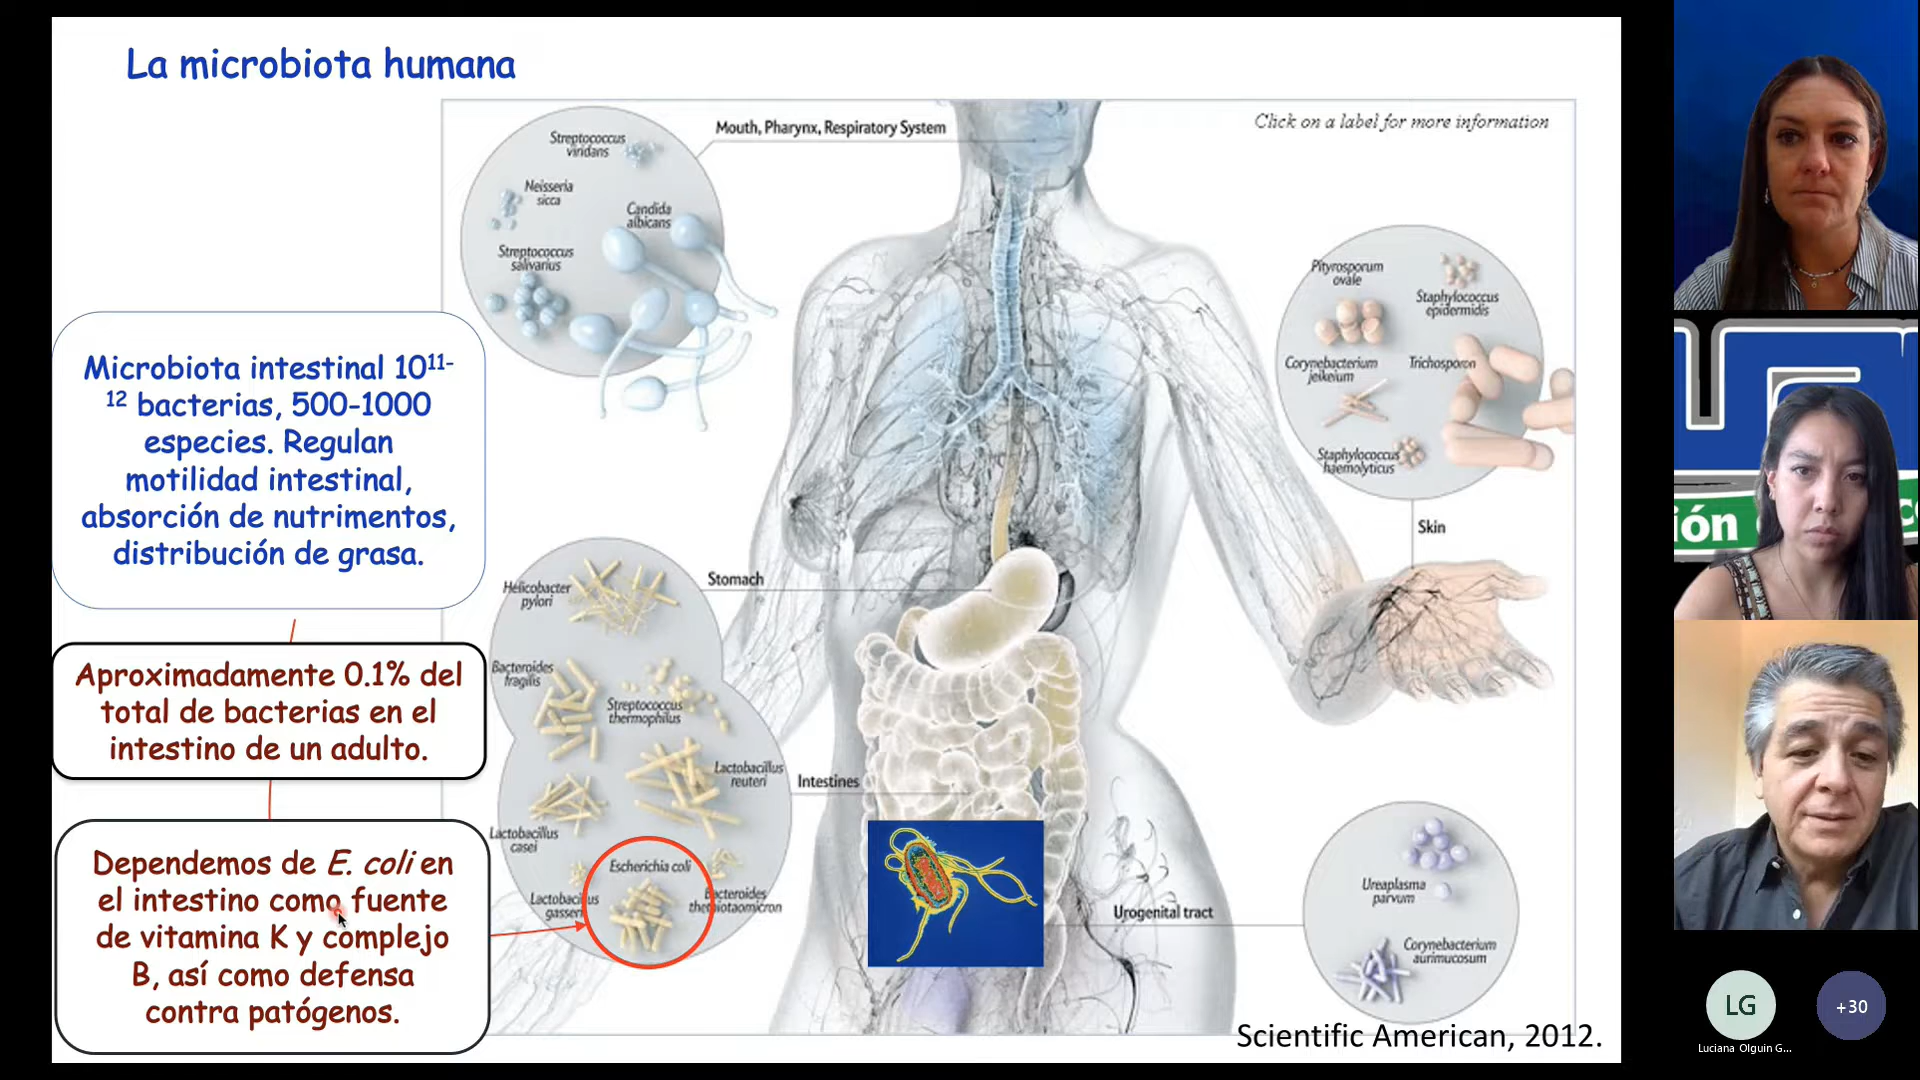 La microbiota humana
Click on a label for more information
Mouth, Pharynx, Respiratory System
Streptococcus
viridans
Neisseria
sicca
Candida
albicans
Streptococcus
salivarius
Pityrosporum
ovale
Staphylococcus
epidermidis
Corynebacterium
jeikeium
Trichosporon
Staphylococcus
haemolyticus
Skin
Microbiota intestinal 10¹¹⁻
¹² bacterias, 500-1000
especies. Regulan
motilidad intestinal,
absorción de nutrimentos,
distribución de grasa.
Stomach
Helicobacter
pylori
Bacteroides
fragilis
Streptococcus
thermophilus
Lactobacillus
reuteri
Intestines
Lactobacillus
casei
Escherichia coli
Lactobacillus
gasseri
Bacteroides
thetaiotaomicron
Aproximadamente 0.1% del
total de bacterias en el
intestino de un adulto.
Dependemos de E. coli en
el intestino como fuente
de vitamina K y complejo
B, así como defensa
contra patógenos.
Urogenital tract
Ureaplasma
parvum
Corynebacterium
aurimucosum
Scientific American, 2012.
ión
LG
+30
Luciana Olguin G...